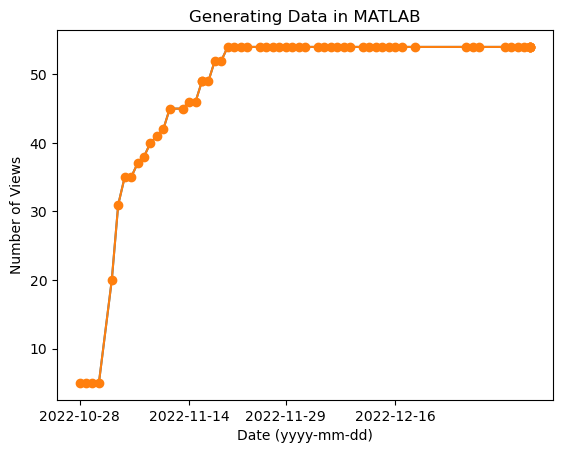 Generating Data in MATLAB
Number of Views
50
40
30
20
10
2022-10-28 2022-11-14 2022-11-29 2022-12-16
Date (yyyy-mm-dd)